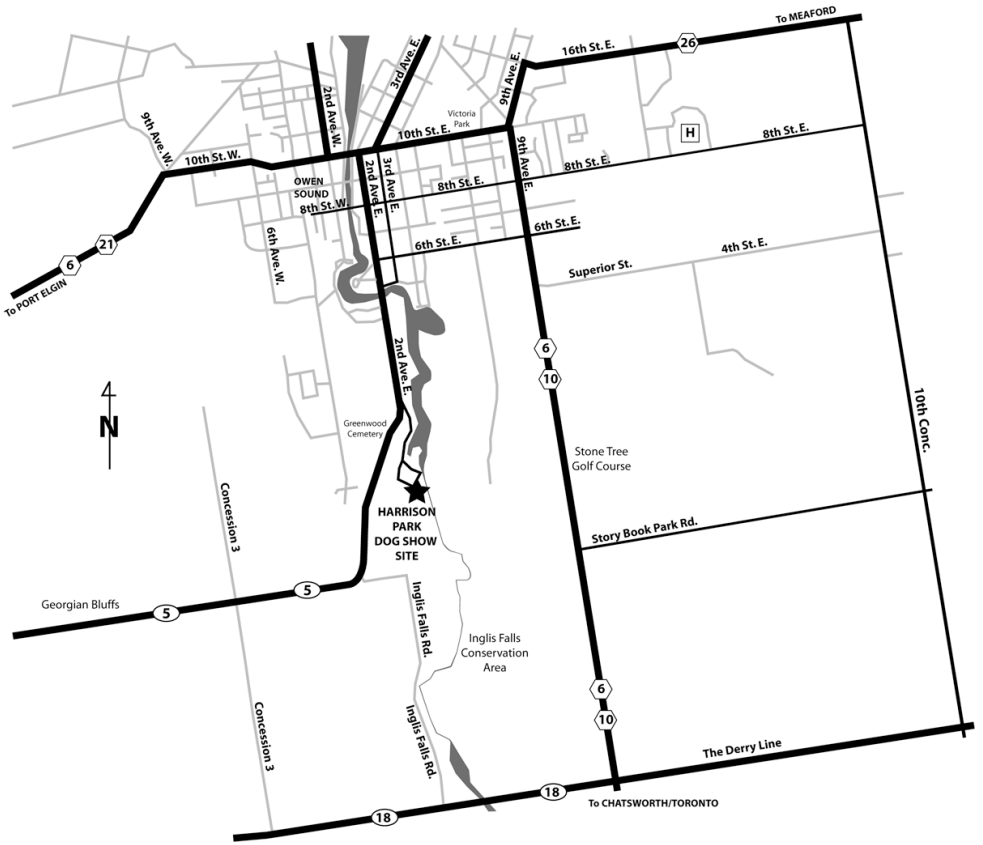 To MEAFORD
26
16th St. E.
9th Ave. E.
3rd Ave. E.
2nd Ave. W.
Victoria
Park
10th St. E.
H
8th St. E.
9th Ave. W.
10th St. W.
OWEN
SOUND
2nd Ave. E.
3rd Ave. E.
8th St. E.
9th Ave. E.
8th St. E.
8th St. W.
6th Ave. W.
6th St. E.
6th St. E.
21
6
To PORT ELGIN
Superior St.
4th St. E.
6
10
2nd Ave. E.
N
Greenwood
Cemetery
10th Conc.
Stone Tree
Golf Course
HARRISON
PARK
DOG SHOW
SITE
Concession 3
Story Book Park Rd.
Georgian Bluffs
5
5
Inglis Falls Rd.
Inglis Falls
Conservation
Area
6
10
Concession 3
Inglis Falls Rd.
The Derry Line
18
18
To CHATSWORTH/TORONTO